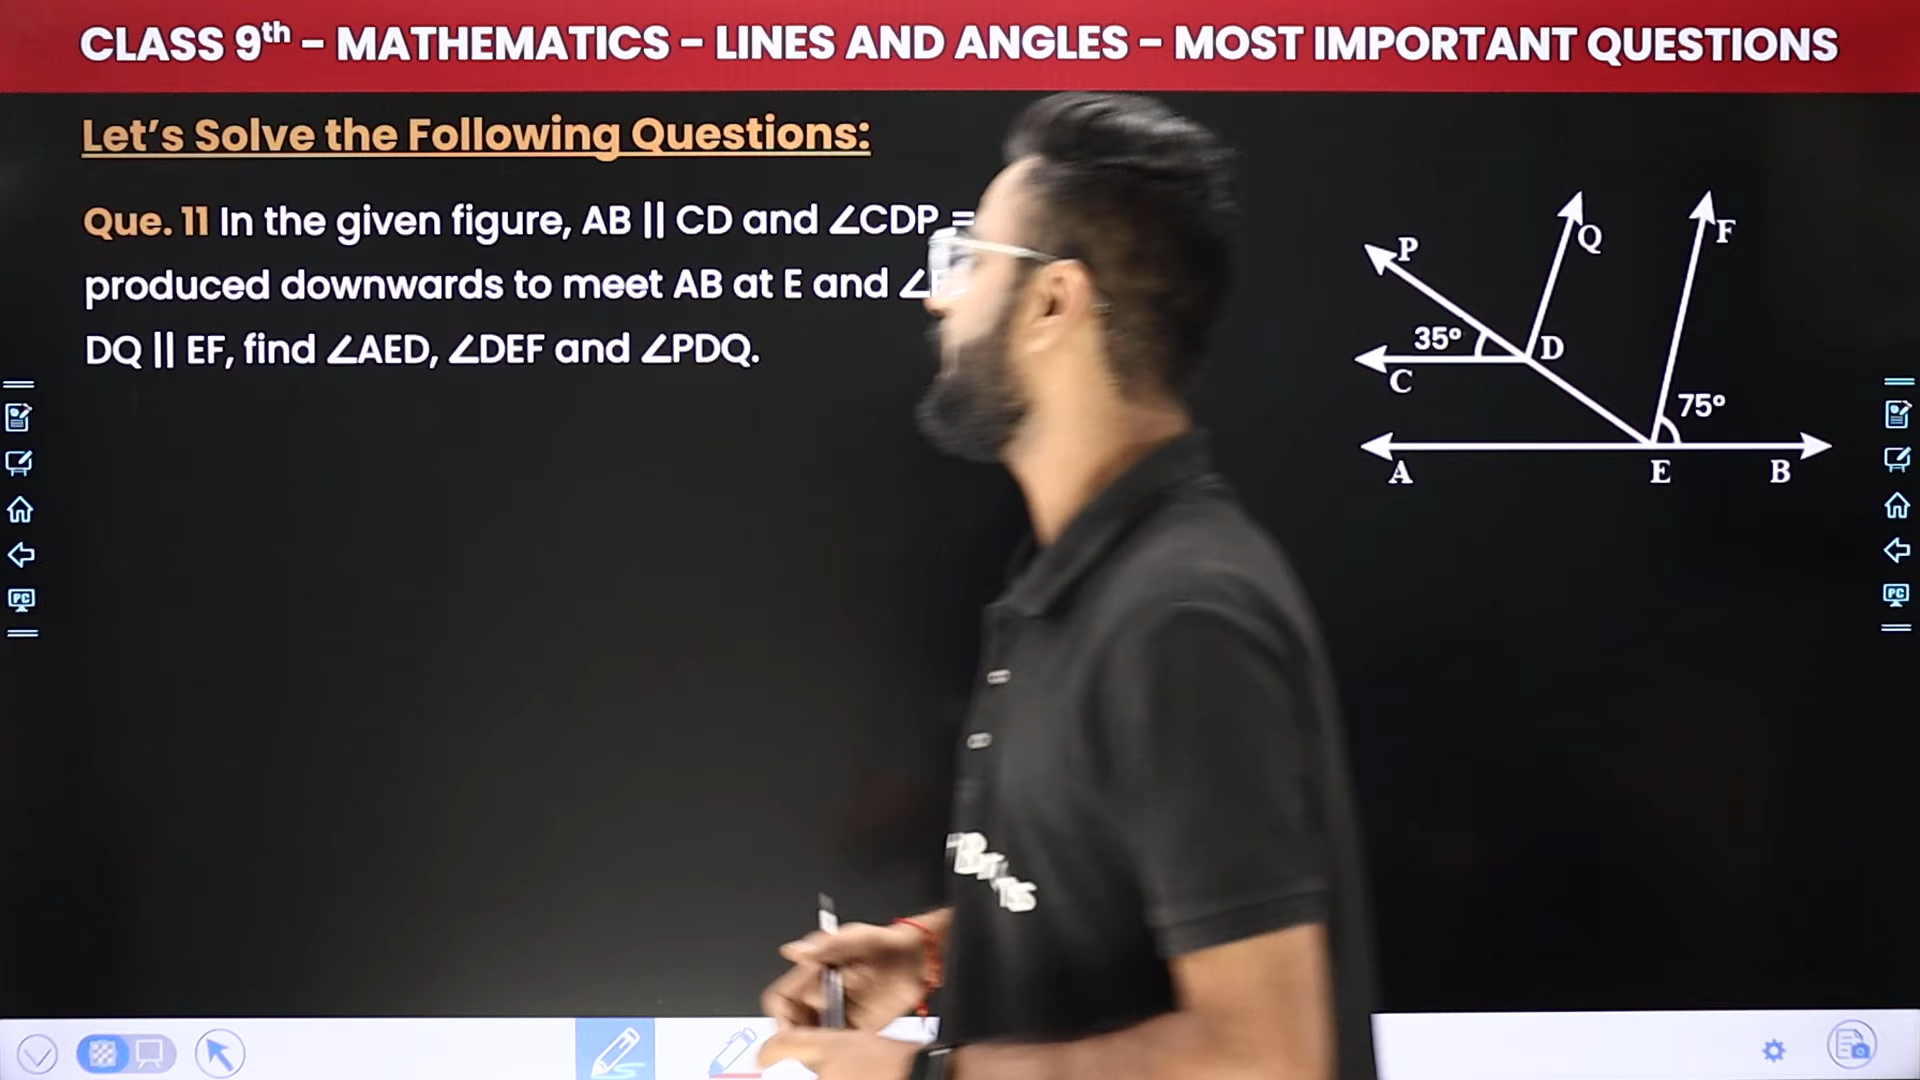 CLASS 9th – MATHEMATICS – LINES AND ANGLES – MOST IMPORTANT QUESTIONS
Let's Solve the Following Questions:
Que. 11 In the given figure, AB || CD and ∠CDP =
produced downwards to meet AB at E and ∠
DQ || EF, find ∠AED, ∠DEF and ∠PDQ.
P
Q
F
35°
D
C
75°
A
E
B
PC
PC